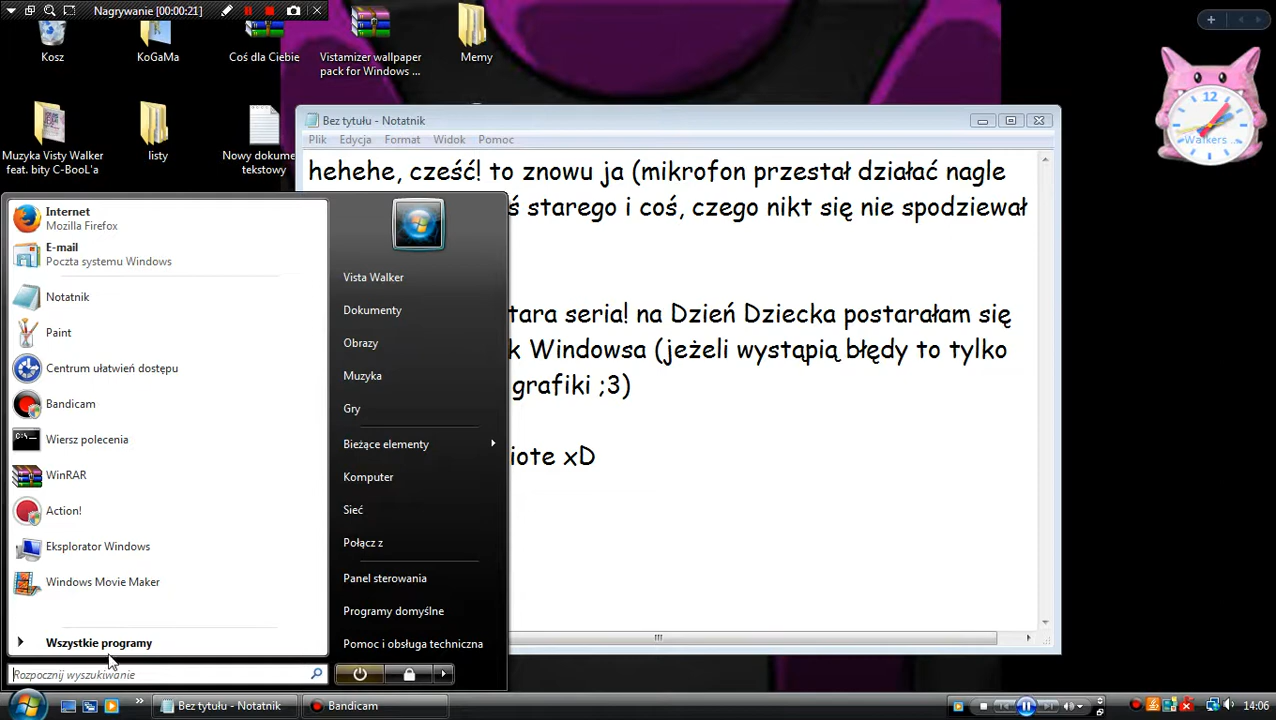 Nagrywanie [00:00:21]
Kosz
KoGaMa
Coś dla Ciebie
Vistamizer wallpaper
pack for Windows ...
Memy
Muzyka Visty Walker
feat. bity C-BooL'a
listy
Nowy dokume
tekstowy
12
Walkers ...
Bez tytułu - Notatnik
Plik Edycja Format Widok Pomoc
hehehe, cześć! to znowu ja (mikrofon przestał działać nagle
ś starego i coś, czego nikt się nie spodziewał
tara seria! na Dzień Dziecka postarałam się
k Windowsa (jeżeli wystąpią błędy to tylko
grafiki ;3)
iote xD
Internet
Mozilla Firefox
E-mail
Poczta systemu Windows
Notatnik
Paint
Centrum ułatwień dostępu
Bandicam
Wiersz polecenia
WinRAR
Action!
Eksplorator Windows
Windows Movie Maker
Wszystkie programy
Rozpocznij wyszukiwanie
Vista Walker
Dokumenty
Obrazy
Muzyka
Gry
Bieżące elementy
Komputer
Sieć
Połącz z
Panel sterowania
Programy domyślne
Pomoc i obsługa techniczna
Bez tytułu - Notatnik
Bandicam
14:06